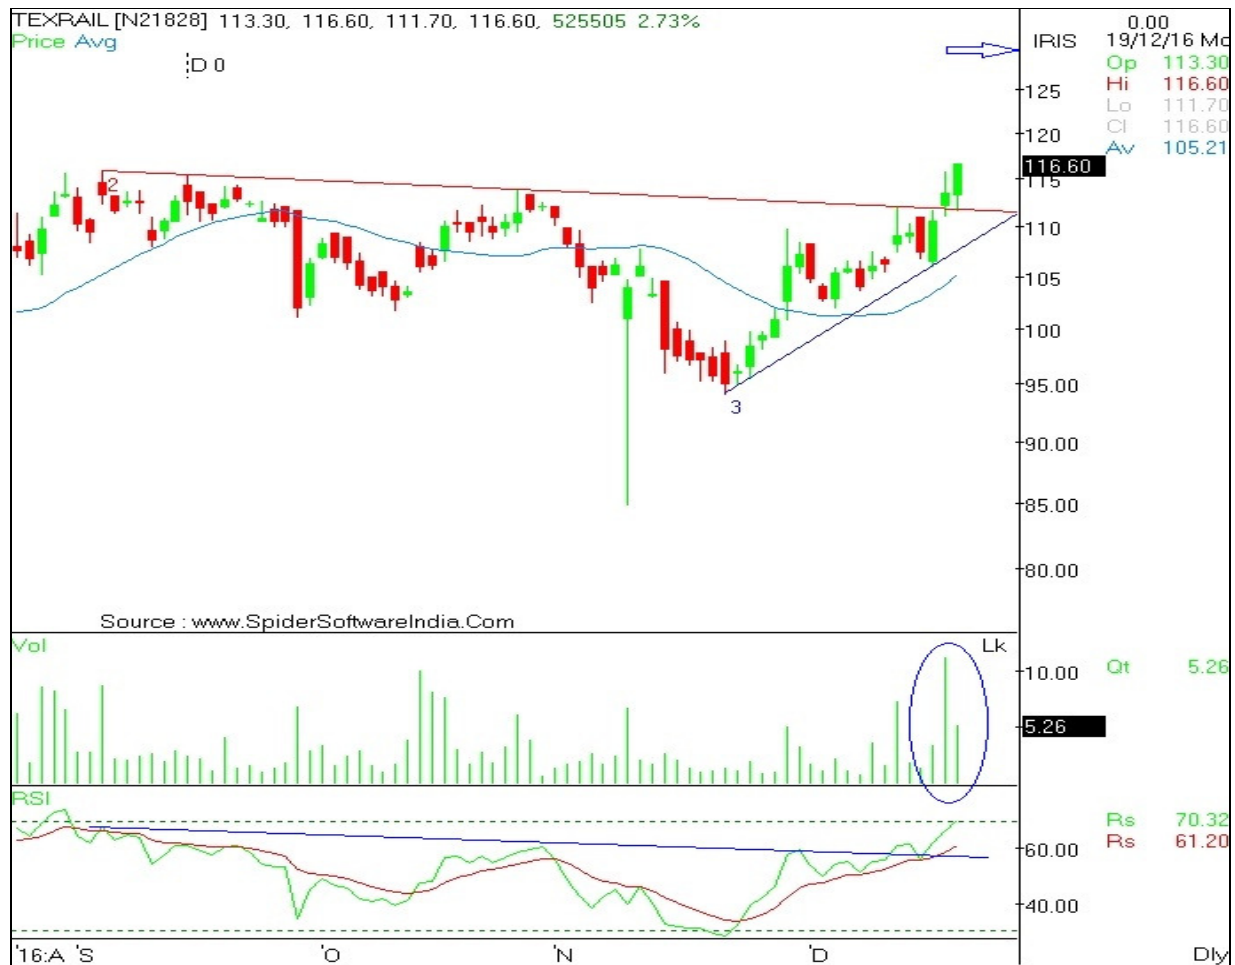 TEXRAIL [N21828] 113.30, 116.60, 111.70, 116.60, 525505 2.73%
Price Avg
D 0
2
3
IRIS
0.00
19/12/16 Mo
Op 113.30
Hi 116.60
Lo 111.70
Cl 116.60
Av 105.21
125
120
116.60
115
110
105
100
95.00
90.00
85.00
80.00
Source : www.SpiderSoftwareIndia.Com
Vol
Lk
10.00
5.26
Qt 5.26
RSI
60.00
40.00
Rs 70.32
Rs 61.20
'16:A 'S 'O 'N 'D Dly